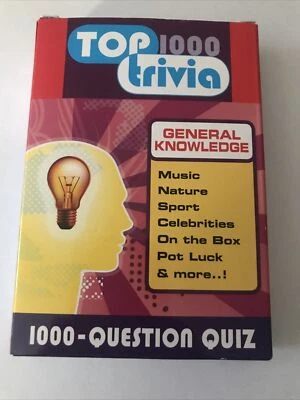 TOP 1000
trivia
GENERAL
KNOWLEDGE
Music
Nature
Sport
Celebrities
On the Box
Pot Luck
& more..!
1000-QUESTION QUIZ